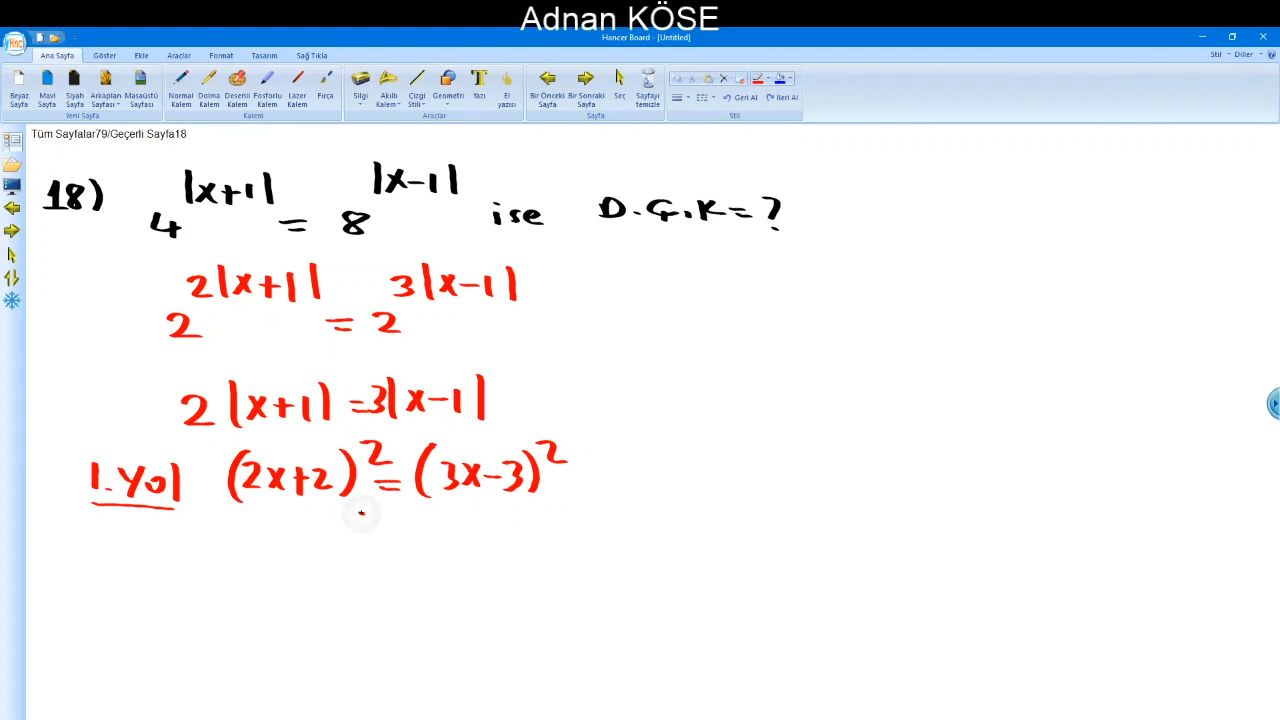 Adnan KÖSE
Hancer Board - [Untitled]
Hnc
Ana Sayfa Göster Ekle Araçlar Format Tasarım Sağ Tıkla Stil Diller
Beyaz Sayfa Mavi Sayfa Siyah Sayfa Arkaplan Sayfası Masaüstü Sayfası Normal Kalem Dolma Kalem Desenli Kalem Fosforlu Kalem Lazer Kalem Fırça Silgi Akıllı Kalem Çizgi Stili Geometri Yazı El yazısı Bir Önceki Sayfa Bir Sonraki Sayfa Seç Sayfayı temizle Geri Al İleri Al
Yeni Sayfa Kalem Araçlar Sayfa Stil
Tüm Sayfalar79/Geçerli Sayfa18
18) 4^|x+1| = 8^|x-1| ise D.Ç.K=?
2^2|x+1| = 2^3|x-1|
2|x+1| = 3|x-1|
1.Yol (2x+2)^2 = (3x-3)^2